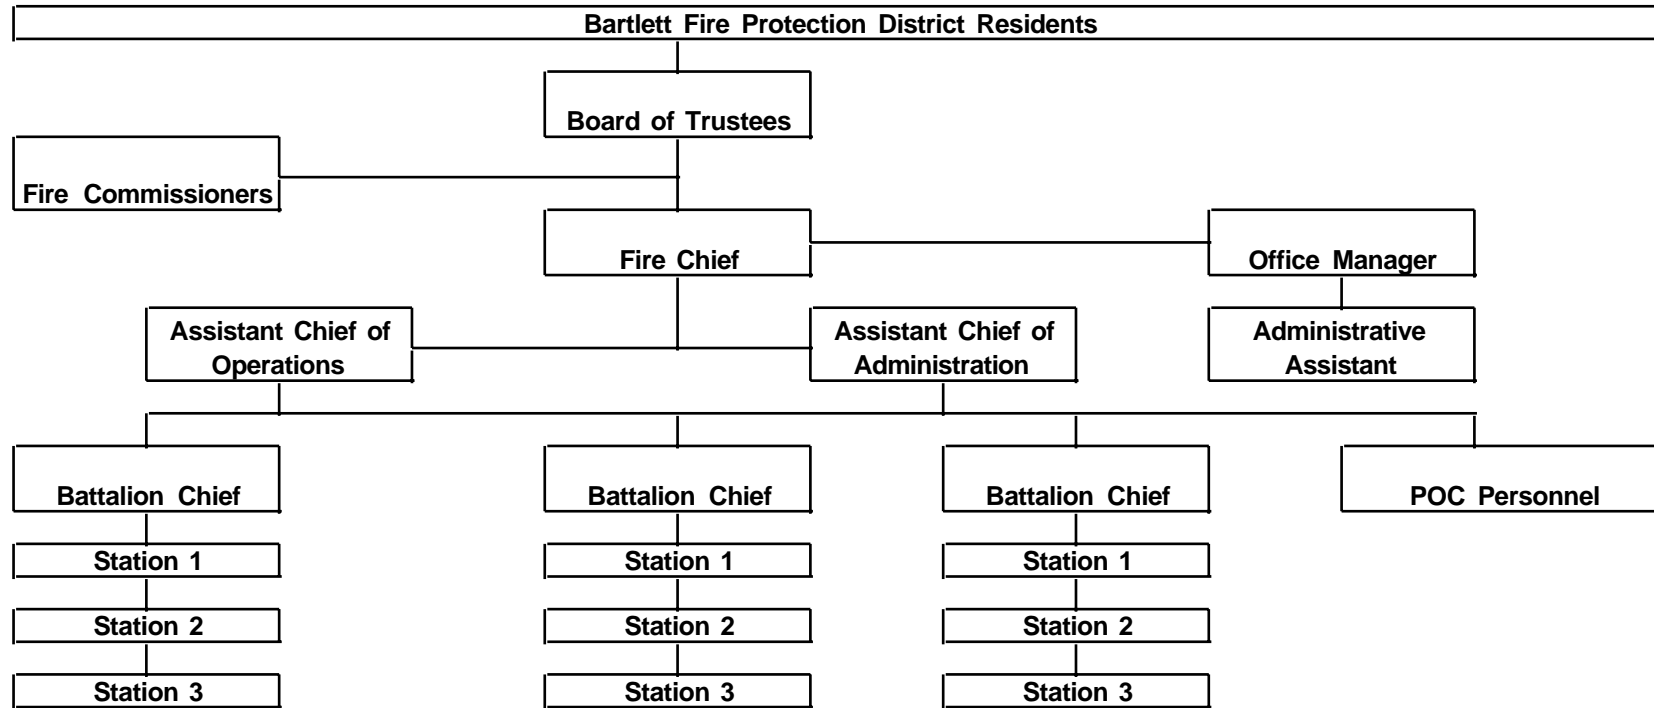 Bartlett Fire Protection District Residents
Board of Trustees
Fire Commissioners
Fire Chief
Office Manager
Assistant Chief of
Operations
Assistant Chief of
Administration
Administrative
Assistant
Battalion Chief
Battalion Chief
Battalion Chief
POC Personnel
Station 1
Station 1
Station 1
Station 2
Station 2
Station 2
Station 3
Station 3
Station 3